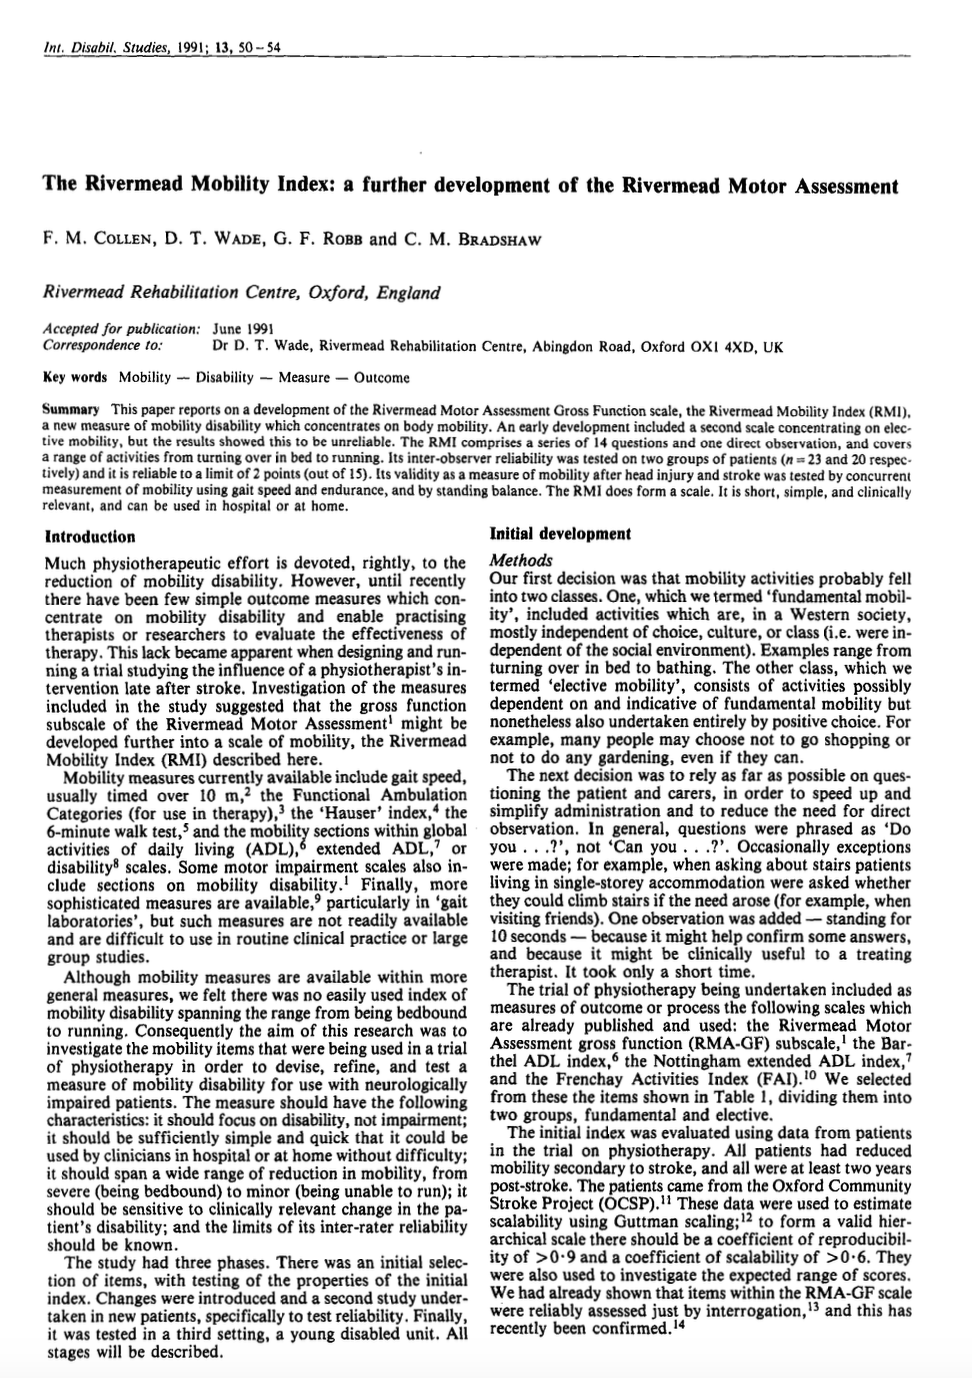 Int. Disabil. Studies, 1991; 13, 50–54
The Rivermead Mobility Index: a further development of the Rivermead Motor Assessment
F. M. COLLEN, D. T. WADE, G. F. ROBB and C. M. BRADSHAW
Rivermead Rehabilitation Centre, Oxford, England
Accepted for publication: June 1991
Correspondence to: Dr D. T. Wade, Rivermead Rehabilitation Centre, Abingdon Road, Oxford OX1 4XD, UK
Key words Mobility — Disability — Measure — Outcome
Summary This paper reports on a development of the Rivermead Motor Assessment Gross Function scale, the Rivermead Mobility Index (RMI),
a new measure of mobility disability which concentrates on body mobility. An early development included a second scale concentrating on elec-
tive mobility, but the results showed this to be unreliable. The RMI comprises a series of 14 questions and one direct observation, and covers
a range of activities from turning over in bed to running. Its inter-observer reliability was tested on two groups of patients (n = 23 and 20 respec-
tively) and it is reliable to a limit of 2 points (out of 15). Its validity as a measure of mobility after head injury and stroke was tested by concurrent
measurement of mobility using gait speed and endurance, and by standing balance. The RMI does form a scale. It is short, simple, and clinically
relevant, and can be used in hospital or at home.
Introduction
Much physiotherapeutic effort is devoted, rightly, to the
reduction of mobility disability. However, until recently
there have been few simple outcome measures which con-
centrate on mobility disability and enable practising
therapists or researchers to evaluate the effectiveness of
therapy. This lack became apparent when designing and run-
ning a trial studying the influence of a physiotherapist's in-
tervention late after stroke. Investigation of the measures
included in the study suggested that the gross function
subscale of the Rivermead Motor Assessment¹ might be
developed further into a scale of mobility, the Rivermead
Mobility Index (RMI) described here.
Mobility measures currently available include gait speed,
usually timed over 10 m,² the Functional Ambulation
Categories (for use in therapy),³ the 'Hauser' index,⁴ the
6-minute walk test,⁵ and the mobility sections within global
activities of daily living (ADL),⁶ extended ADL,⁷ or
disability⁸ scales. Some motor impairment scales also in-
clude sections on mobility disability.¹ Finally, more
sophisticated measures are available,⁹ particularly in 'gait
laboratories', but such measures are not readily available
and are difficult to use in routine clinical practice or large
group studies.
Although mobility measures are available within more
general measures, we felt there was no easily used index of
mobility disability spanning the range from being bedbound
to running. Consequently the aim of this research was to
investigate the mobility items that were being used in a trial
of physiotherapy in order to devise, refine, and test a
measure of mobility disability for use with neurologically
impaired patients. The measure should have the following
characteristics: it should focus on disability, not impairment;
it should be sufficiently simple and quick that it could be
used by clinicians in hospital or at home without difficulty;
it should span a wide range of reduction in mobility, from
severe (being bedbound) to minor (being unable to run); it
should be sensitive to clinically relevant change in the pa-
tient's disability; and the limits of its inter-rater reliability
should be known.
The study had three phases. There was an initial selec-
tion of items, with testing of the properties of the initial
index. Changes were introduced and a second study under-
taken in new patients, specifically to test reliability. Finally,
it was tested in a third setting, a young disabled unit. All
stages will be described.
Initial development
Methods
Our first decision was that mobility activities probably fell
into two classes. One, which we termed 'fundamental mobil-
ity', included activities which are, in a Western society,
mostly independent of choice, culture, or class (i.e. were in-
dependent of the social environment). Examples range from
turning over in bed to bathing. The other class, which we
termed 'elective mobility', consists of activities possibly
dependent on and indicative of fundamental mobility but
nonetheless also undertaken entirely by positive choice. For
example, many people may choose not to go shopping or
not to do any gardening, even if they can.
The next decision was to rely as far as possible on ques-
tioning the patient and carers, in order to speed up and
simplify administration and to reduce the need for direct
observation. In general, questions were phrased as 'Do
you . . .?', not 'Can you . . .?'. Occasionally exceptions
were made; for example, when asking about stairs patients
living in single-storey accommodation were asked whether
they could climb stairs if the need arose (for example, when
visiting friends). One observation was added — standing for
10 seconds — because it might help confirm some answers,
and because it might be clinically useful to a treating
therapist. It took only a short time.
The trial of physiotherapy being undertaken included as
measures of outcome or process the following scales which
are already published and used: the Rivermead Motor
Assessment gross function (RMA-GF) subscale,¹ the Bar-
thel ADL index,⁶ the Nottingham extended ADL index,⁷
and the Frenchay Activities Index (FAI).¹⁰ We selected
from these the items shown in Table 1, dividing them into
two groups, fundamental and elective.
The initial index was evaluated using data from patients
in the trial on physiotherapy. All patients had reduced
mobility secondary to stroke, and all were at least two years
post-stroke. The patients came from the Oxford Community
Stroke Project (OCSP).¹¹ These data were used to estimate
scalability using Guttman scaling;¹² to form a valid hier-
archical scale there should be a coefficient of reproducibil-
ity of >0·9 and a coefficient of scalability of >0·6. They
were also used to investigate the expected range of scores.
We had already shown that items within the RMA-GF scale
were reliably assessed just by interrogation,¹³ and this has
recently been confirmed.¹⁴